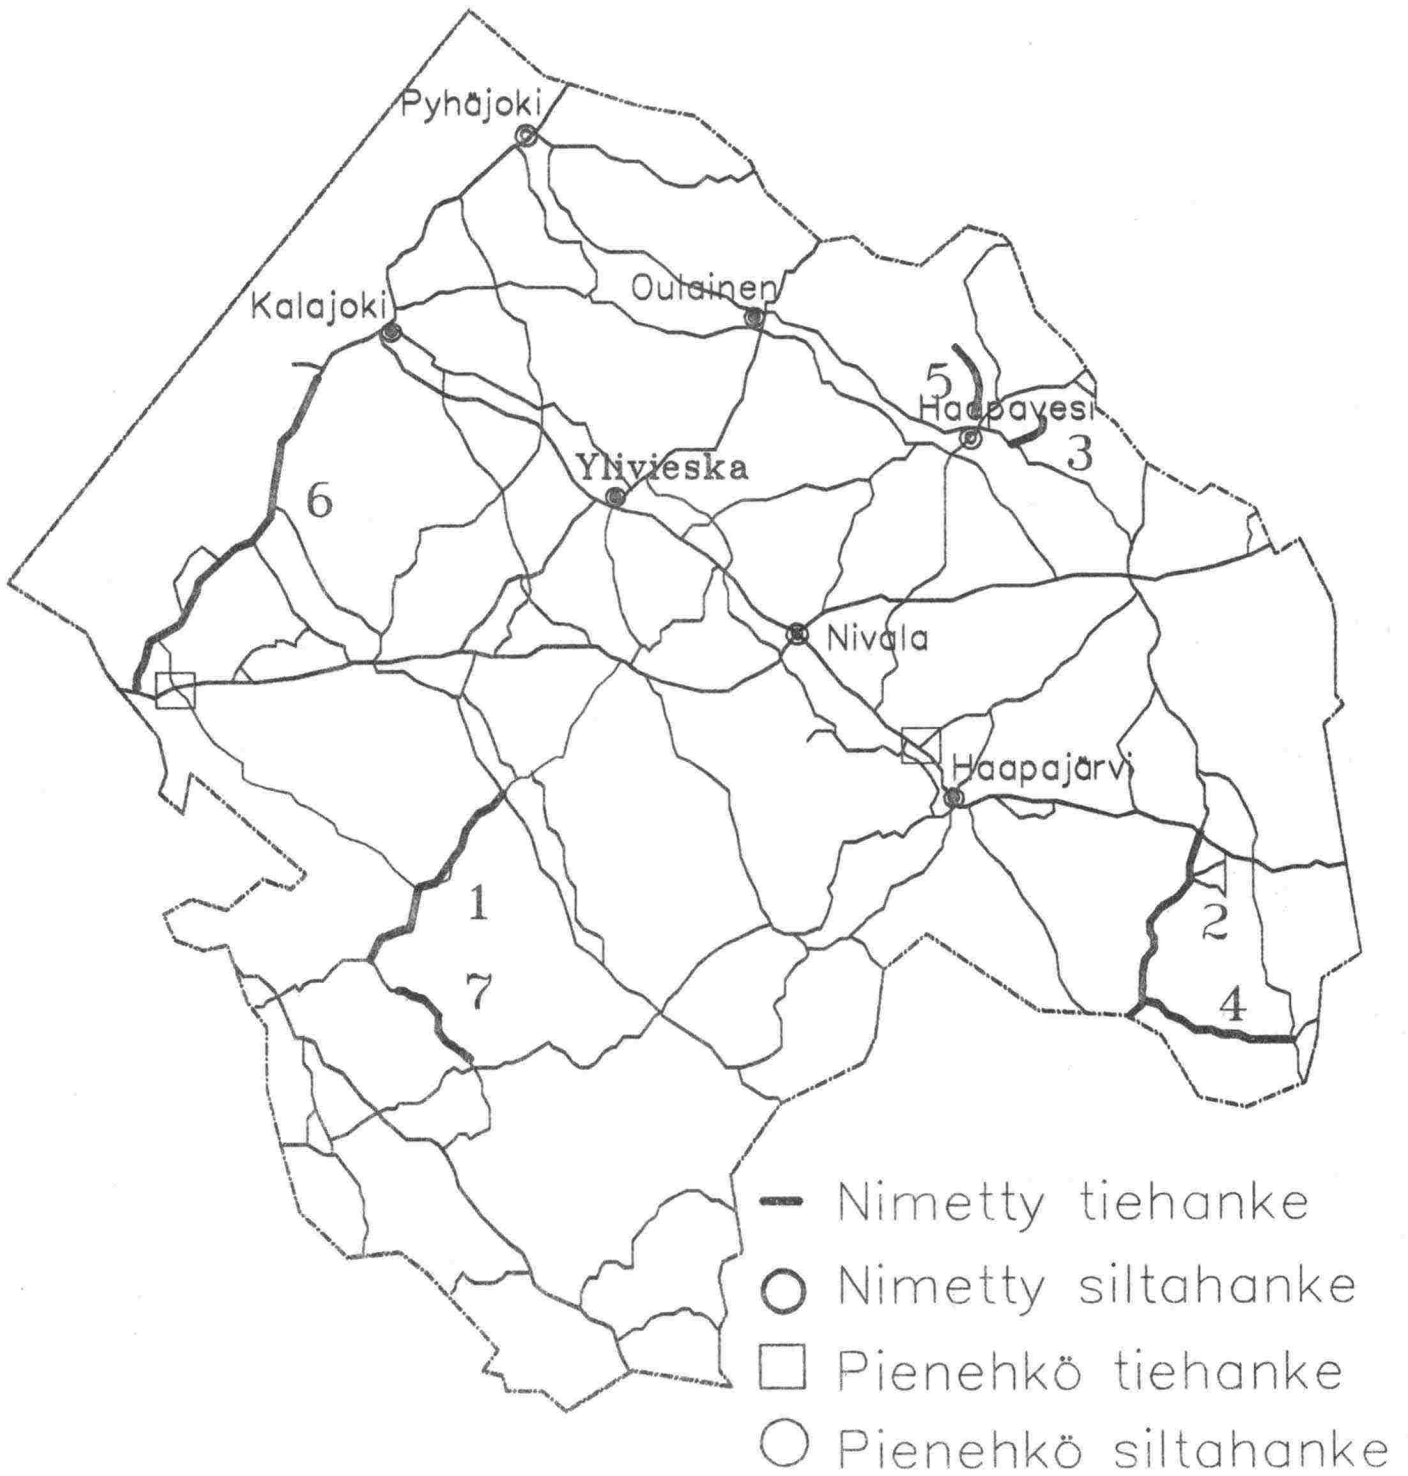 Pyhäjoki
Oulainen
Kalajoki
5
Haapavesi
3
Ylivieska
6
Nivala
Haapajärvi
1
2
7
4
Nimetty tiehanke
Nimetty siltahanke
Pienehkö tiehanke
Pienehkö siltahanke